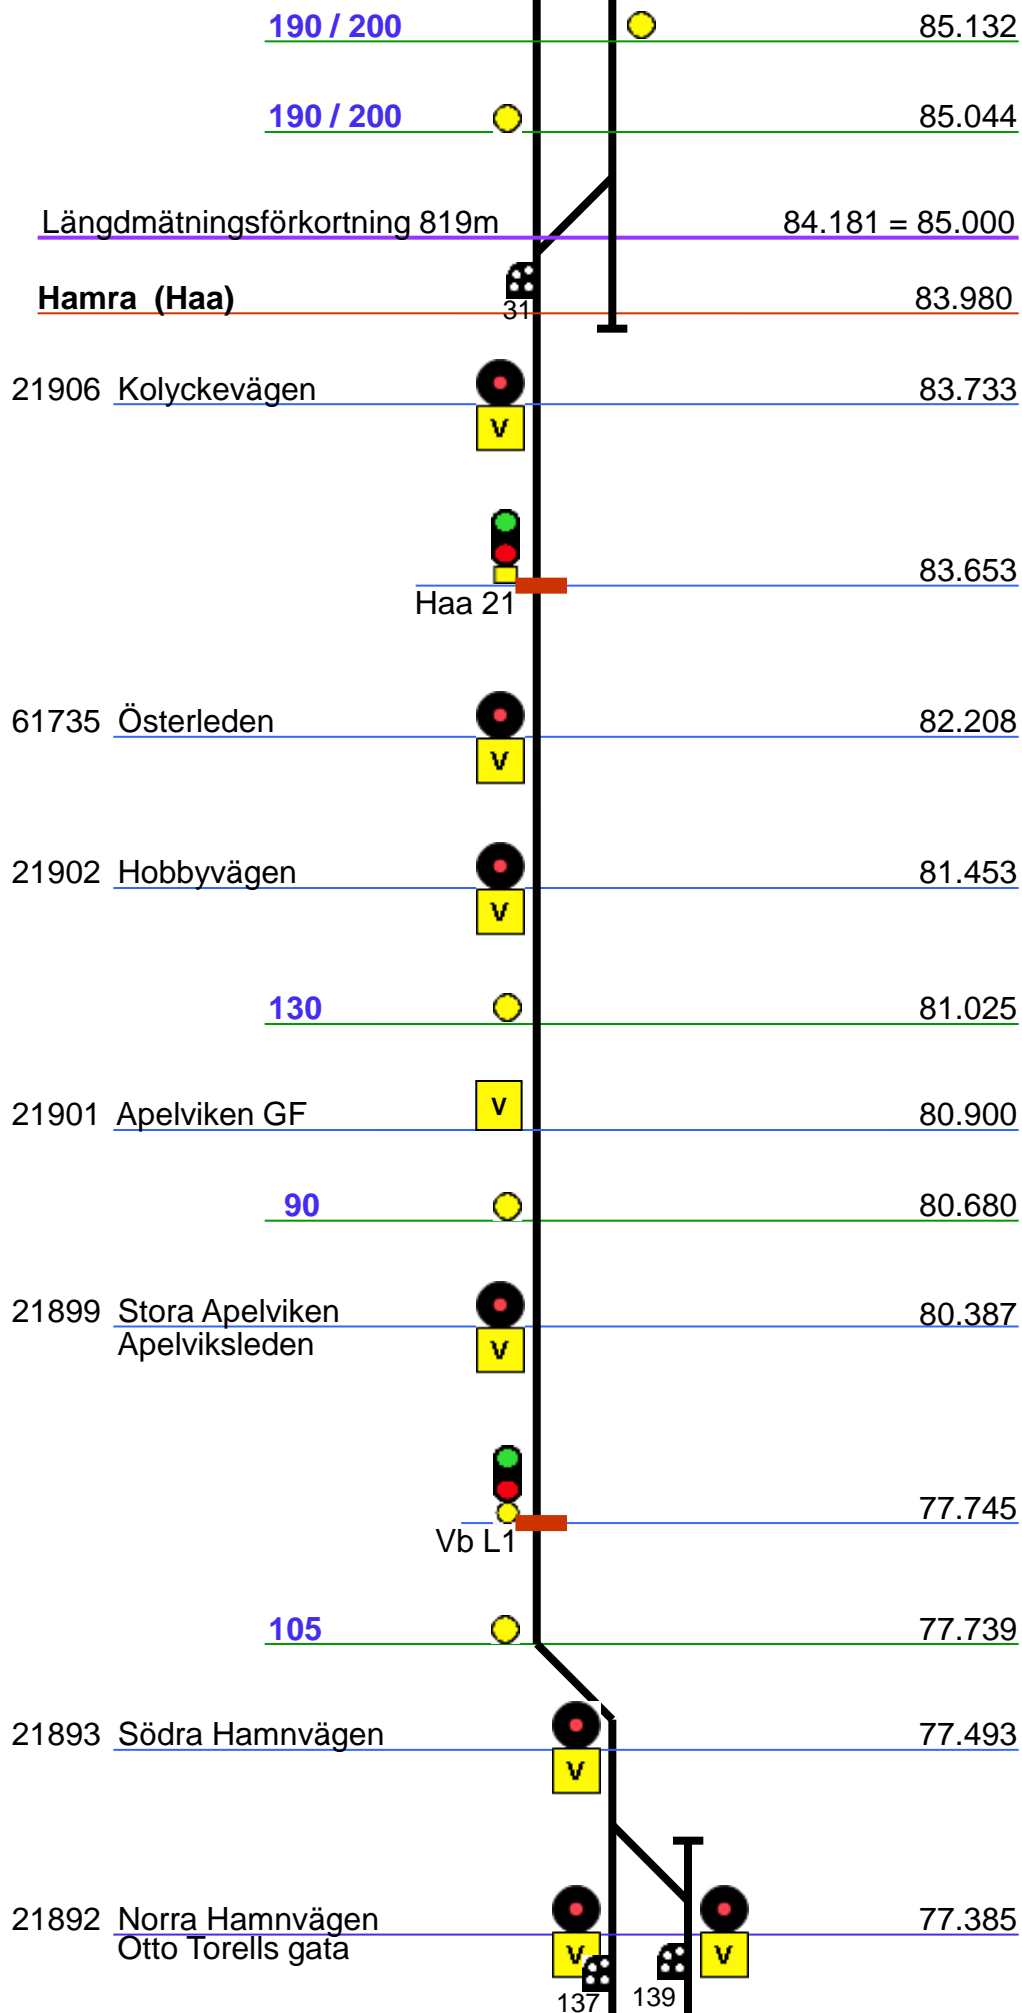 190 / 200 85.132
190 / 200 85.044
Längdmätningsförkortning 819m 84.181 = 85.000
Hamra (Haa) 83.980
31
21906 Kolyckevägen 83.733
V
83.653
Haa 21
61735 Österleden 82.208
V
21902 Hobbyvägen 81.453
V
130 81.025
21901 Apelviken GF V 80.900
90 80.680
21899 Stora Apelviken 80.387
Apelviksleden V
77.745
Vb L1
105 77.739
21893 Södra Hamnvägen 77.493
V
21892 Norra Hamnvägen 77.385
Otto Torells gata V V
137 139